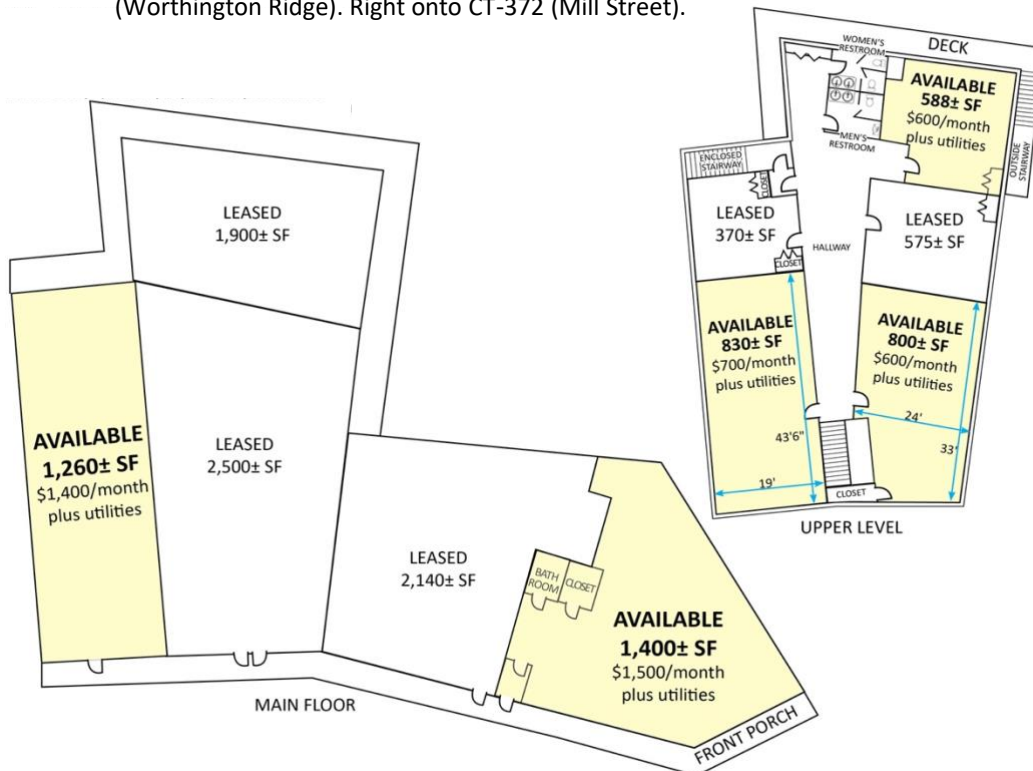 (Worthington Ridge). Right onto CT-372 (Mill Street).
LEASED
1,900± SF
AVAILABLE
1,260± SF
$1,400/month
plus utilities
LEASED
2,500± SF
LEASED
2,140± SF
BATH
ROOM
CLOSET
AVAILABLE
1,400± SF
$1,500/month
plus utilities
FRONT PORCH
MAIN FLOOR
DECK
WOMEN'S
RESTROOM
MEN'S
RESTROOM
AVAILABLE
588± SF
$600/month
plus utilities
OUTSIDE
STAIRWAY
ENCLOSED
STAIRWAY
CLOSET
LEASED
370± SF
CLOSET
HALLWAY
LEASED
575± SF
AVAILABLE
830± SF
$700/month
plus utilities
43'6"
19'
AVAILABLE
800± SF
$600/month
plus utilities
24'
33'
CLOSET
UPPER LEVEL